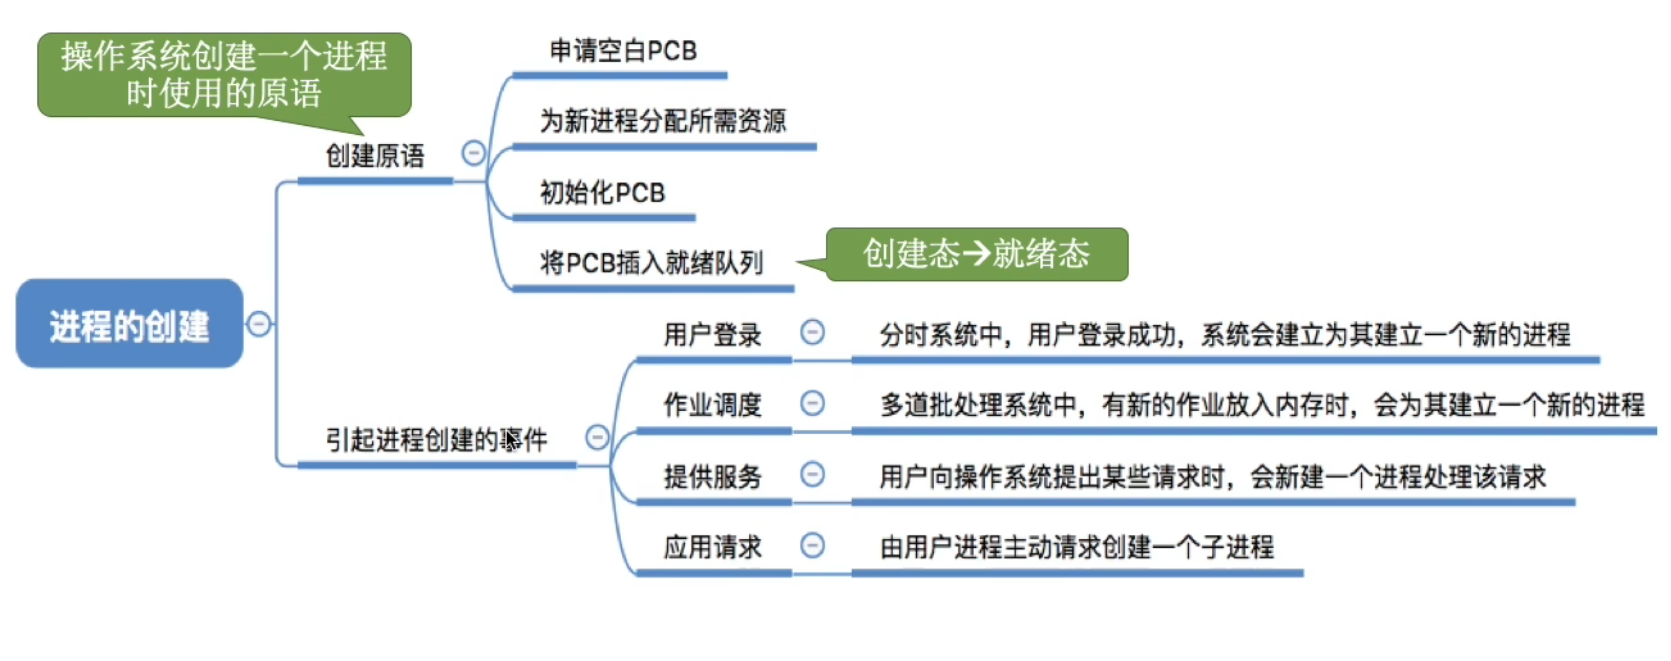 操作系统创建一个进程
时使用的原语
申请空白PCB
为新进程分配所需资源
创建原语
初始化PCB
将PCB插入就绪队列
创建态→就绪态
进程的创建
用户登录
分时系统中，用户登录成功，系统会建立为其建立一个新的进程
作业调度
多道批处理系统中，有新的作业放入内存时，会为其建立一个新的进程
引起进程创建的事件
提供服务
用户向操作系统提出某些请求时，会新建一个进程处理该请求
应用请求
由用户进程主动请求创建一个子进程